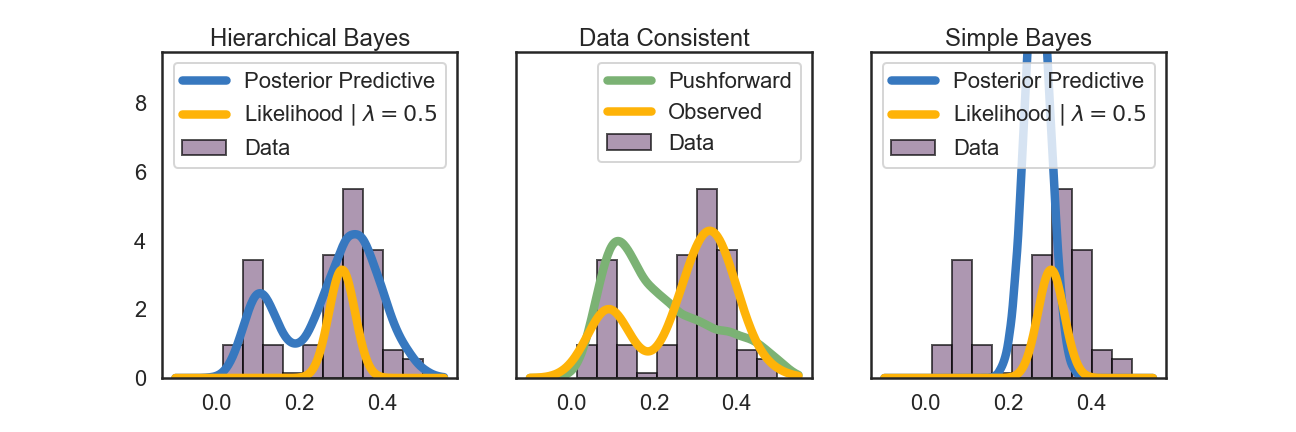 Hierarchical Bayes
Posterior Predictive
Likelihood | λ = 0.5
Data
8
6
4
2
0
0.0 0.2 0.4
Data Consistent
Pushforward
Observed
Data
0.0 0.2 0.4
Simple Bayes
Posterior Predictive
Likelihood | λ = 0.5
Data
0.0 0.2 0.4